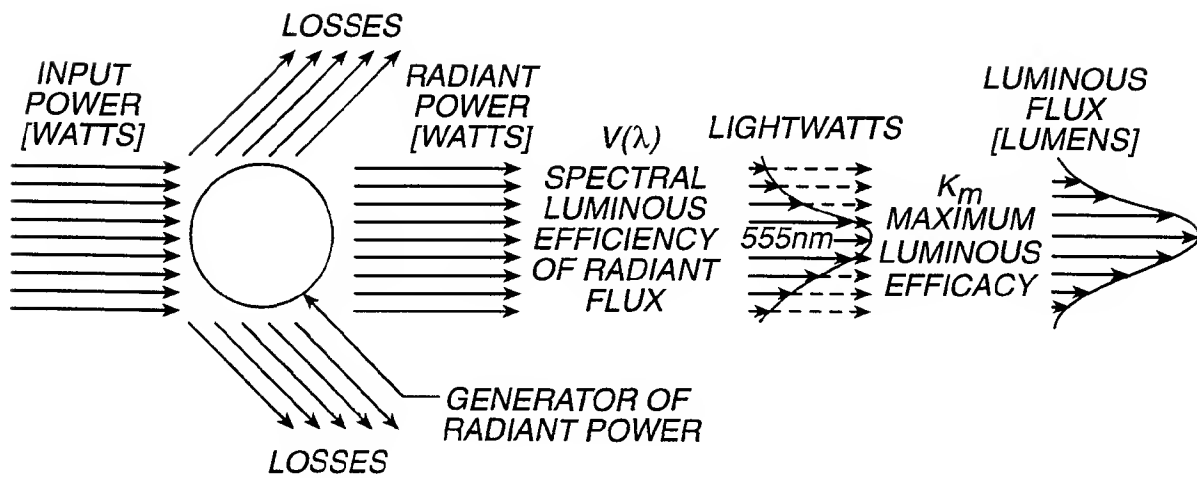 LOSSES
INPUT
POWER
[WATTS]
RADIANT
POWER
[WATTS]
V(λ)
SPECTRAL
LUMINOUS
EFFICIENCY
OF RADIANT
FLUX
LIGHTWATTS
555nm
Km
MAXIMUM
LUMINOUS
EFFICACY
LUMINOUS
FLUX
[LUMENS]
GENERATOR OF
RADIANT POWER
LOSSES